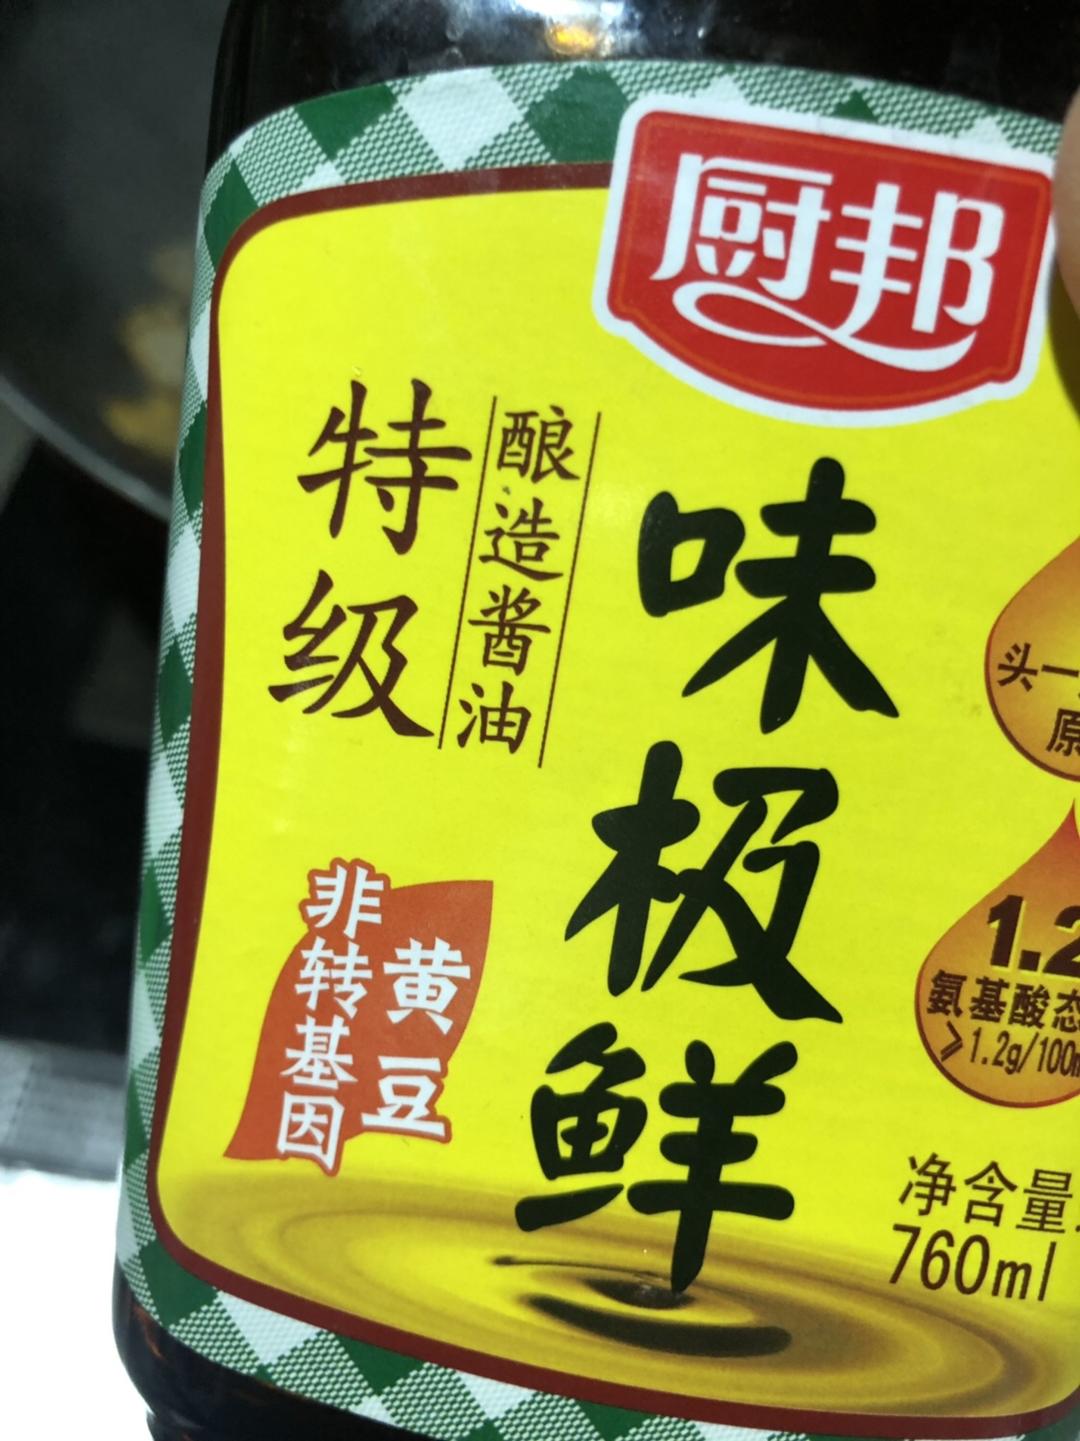 厨邦
特级
酿造酱油
味极鲜
非转基因
黄豆
头一
原
1.2
氨基酸态
≥1.2g/100m
净含量:
760ml